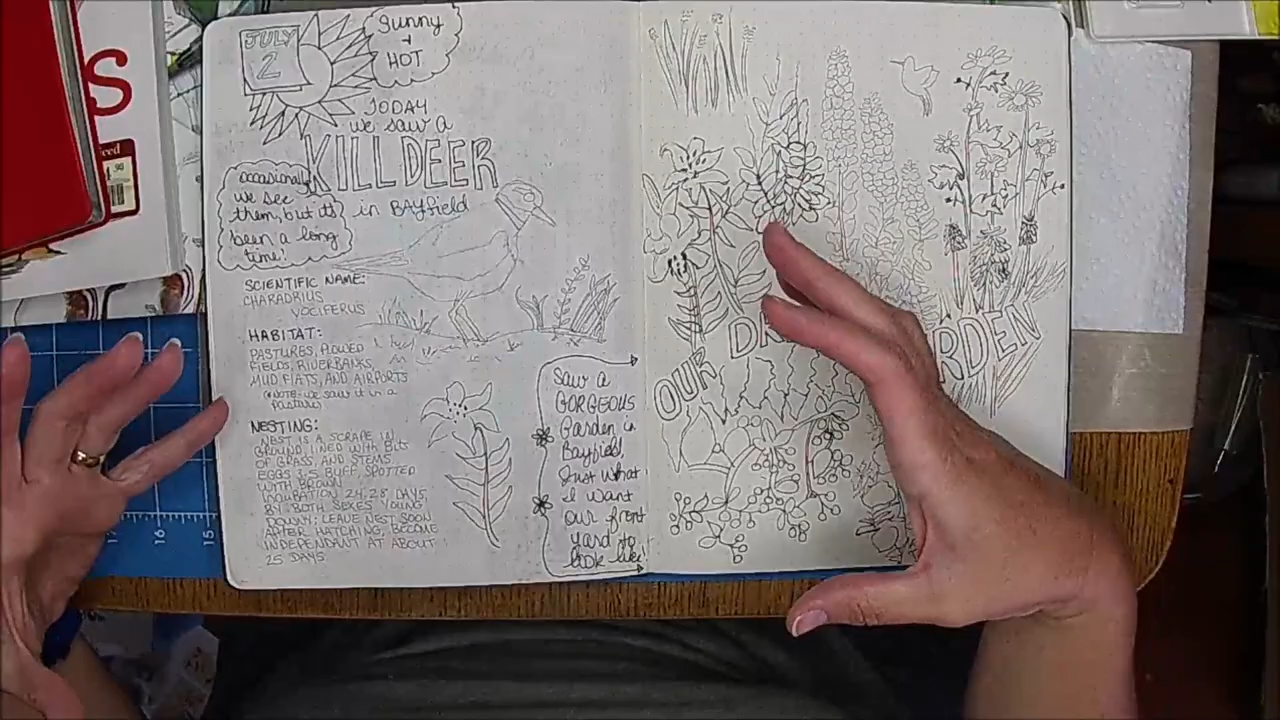 JULY
2
Sunny
+
HOT
TODAY
we saw a
KILLDEER
in BAYfield
occasionally
we see
them, but it's
been a long
time!
SCIENTIFIC NAME:
CHARADRIUS
VOCIFERUS
HABITAT:
PASTURES, PLOWED
FIELDS, RIVERBANKS,
MUD FLATS, AND AIRPORTS
NOTE: we saw it in a
pasture
NESTING:
NEST IS A SCRAPE IN
GROUND, LINED WITH BITS
OF GRASS AND STEMS
EGGS 3-5 BUFF, SPOTTED
WITH BROWN
INCUBATION 24-28 DAYS,
BY BOTH SEXES YOUNG
DOWNY; LEAVE NEST SOON
AFTER HATCHING, BECOME
INDEPENDANT AT ABOUT
25 DAYS
Saw a
GORGEOUS
Garden in
Bayfield.
Just what
I want
our front
yard to
look like!
OUR
RDEN
S
17 16 15